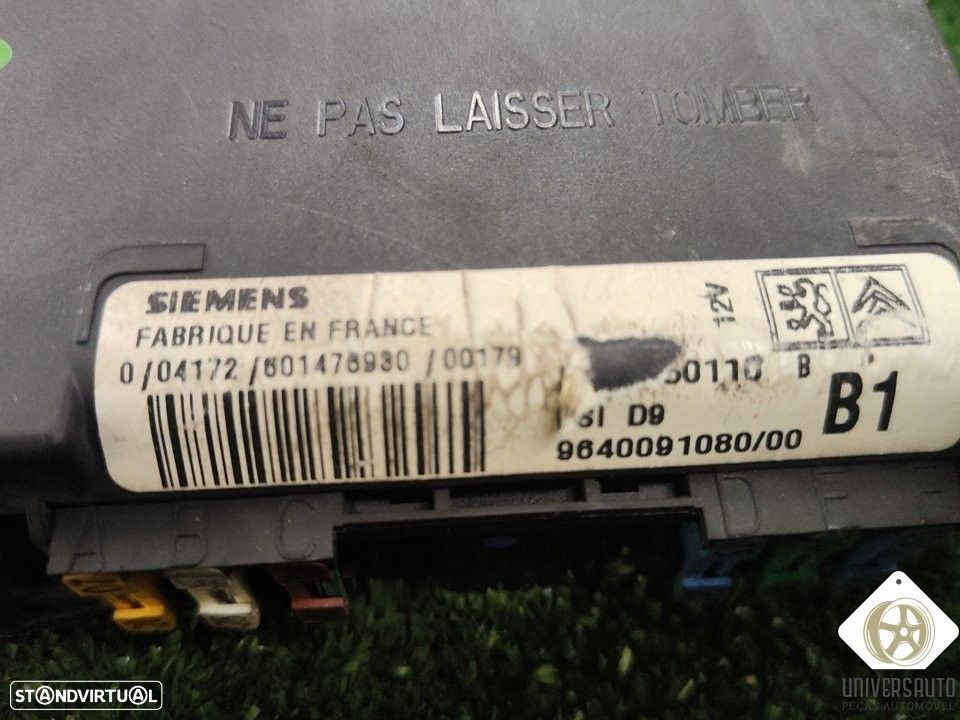 NE PAS LAISSER TOMBER
SIEMENS
FABRIQUE EN FRANCE
0/04172/601476930/00179
12V
B
B1
D9
9640091080/00
A B C D E F
STANDVIRTUAL
UNIVERSAUTO
PEÇAS AUTOMÓVEL